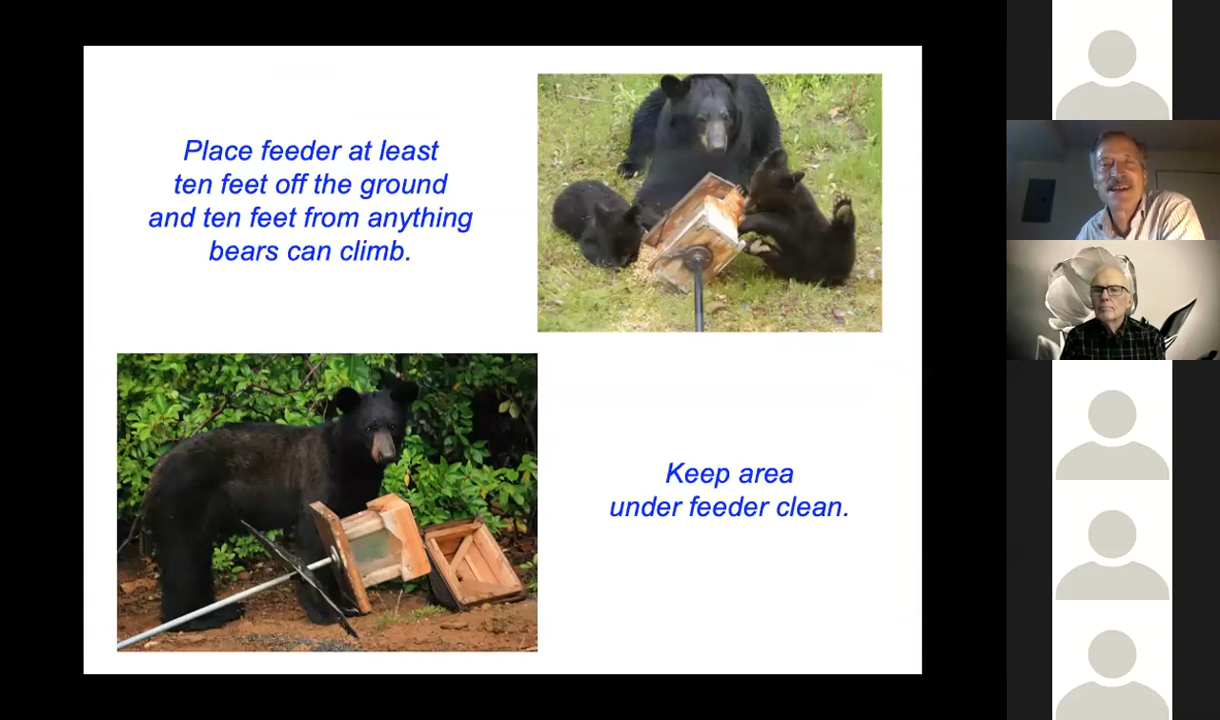 Place feeder at least
ten feet off the ground
and ten feet from anything
bears can climb.
Keep area
under feeder clean.